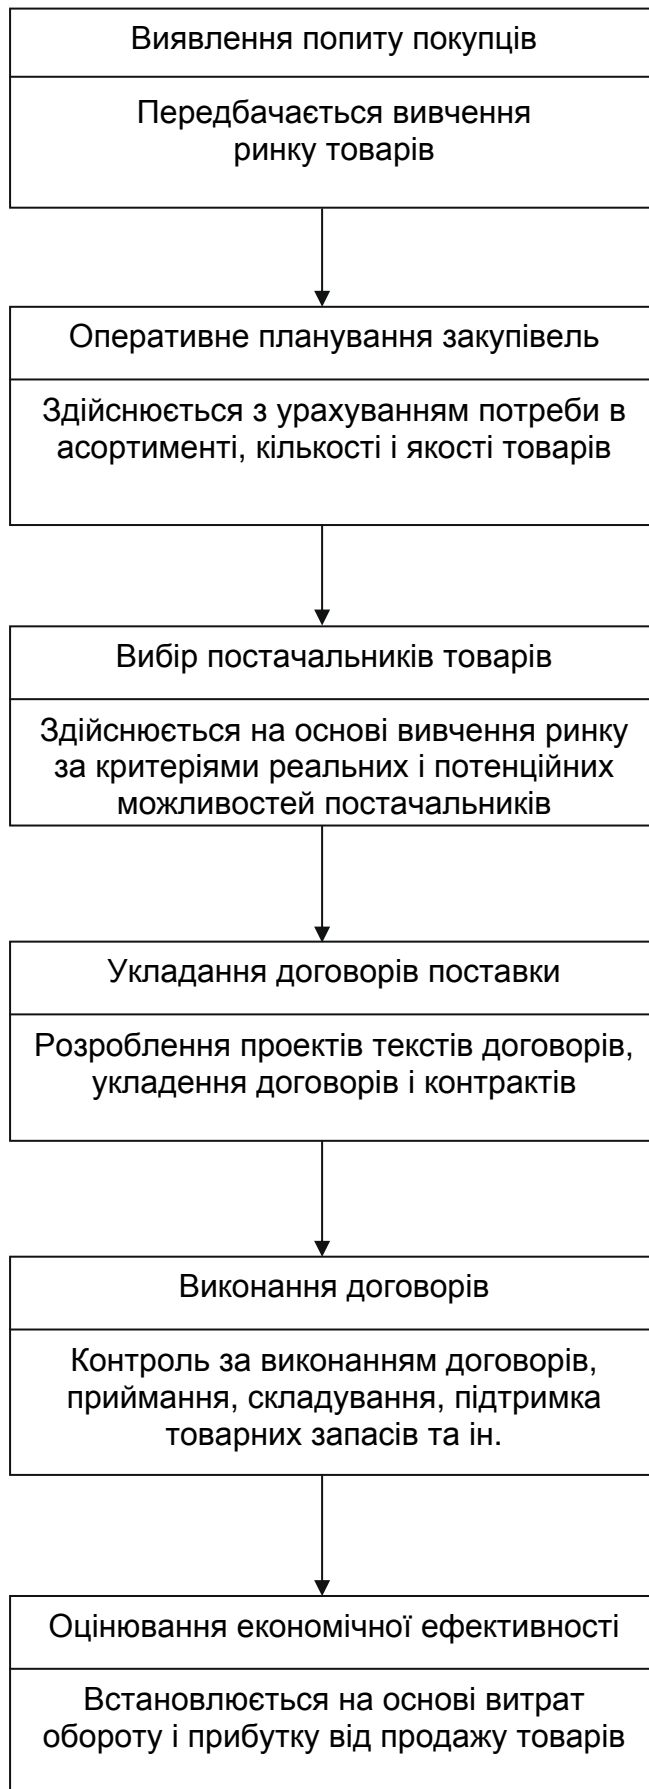 Виявлення попиту покупців
Передбачається вивчення
ринку товарів
Оперативне планування закупівель
Здійснюється з урахуванням потреби в
асортименті, кількості і якості товарів
Вибір постачальників товарів
Здійснюється на основі вивчення ринку
за критеріями реальних і потенційних
можливостей постачальників
Укладання договорів поставки
Розроблення проектів текстів договорів,
укладення договорів і контрактів
Виконання договорів
Контроль за виконанням договорів,
приймання, складування, підтримка
товарних запасів та ін.
Оцінювання економічної ефективності
Встановлюється на основі витрат
обороту і прибутку від продажу товарів